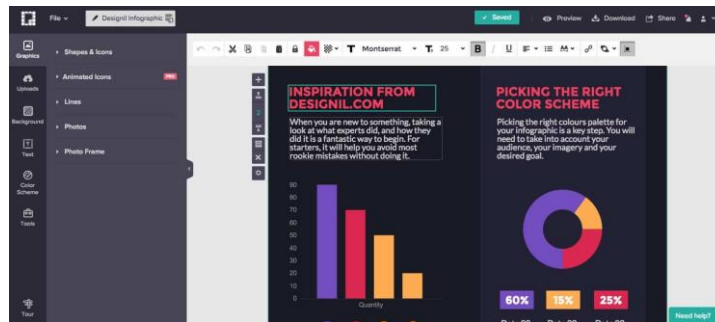 File
Designil Infographic
Saved
Preview
Download
Share
Graphics
Shapes & Icons
Montserrat
25
B
I
U
Animated Icons
PRO
Uploads
Lines
Background
Photos
Text
Photo Frame
Color
Scheme
Tools
Tour
2
INSPIRATION FROM
DESIGNIL.COM
When you are new to something, taking a
look at what experts did, and how they
did it is a fantastic way to begin. For
starters, it will help you avoid most
rookie mistakes without doing it.
90
80
70
60
50
40
30
20
10
0
Quantity
PICKING THE RIGHT
COLOR SCHEME
Picking the right colours palette for
your infographic is a key step. You will
need to take into account your
audience, your imagery and your
desired goal.
60%
15%
25%
Need help?